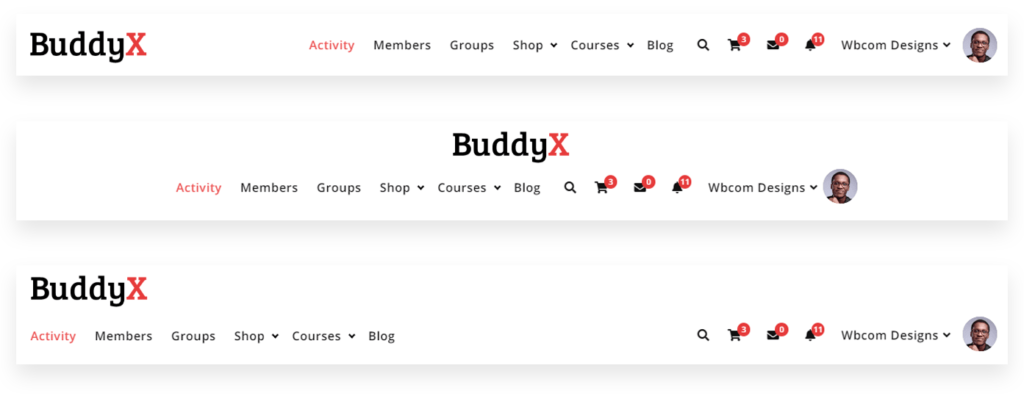 BuddyX Activity Members Groups Shop Courses Blog 3 0 11 Wbcom Designs
BuddyX
Activity Members Groups Shop Courses Blog 3 0 11 Wbcom Designs
BuddyX
Activity Members Groups Shop Courses Blog 3 0 11 Wbcom Designs